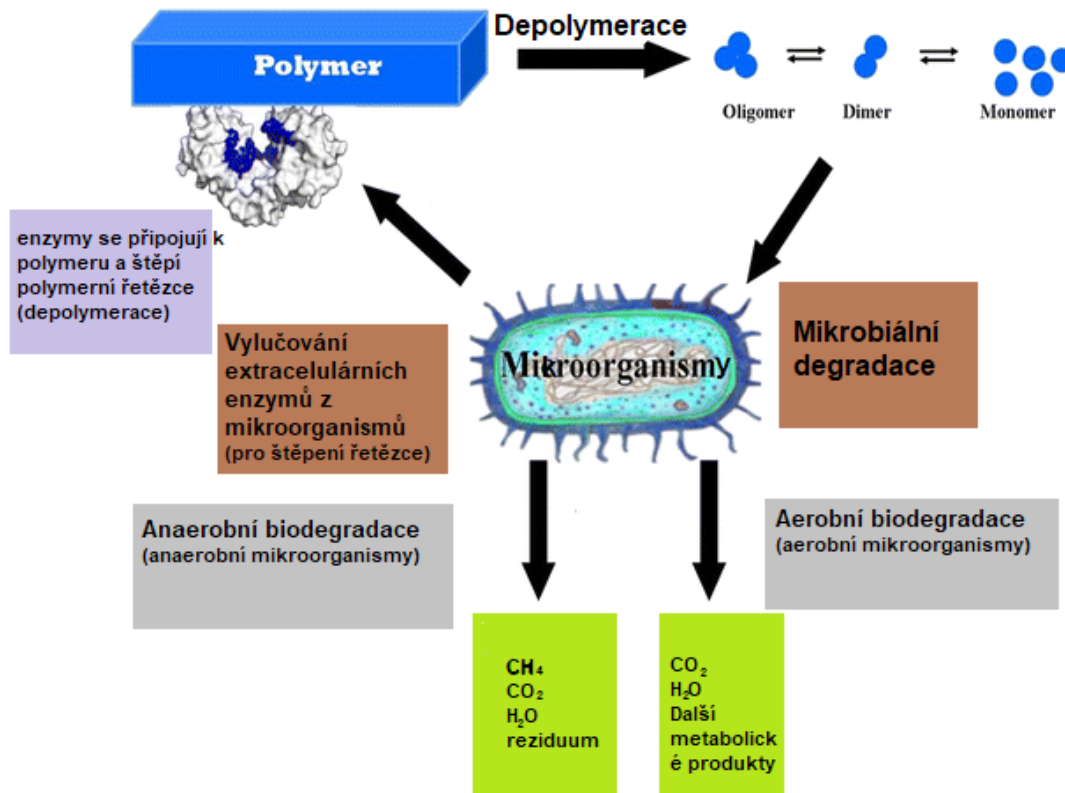 Depolymerace
Polymer
Oligomer
Dimer
Monomer
enzymy se připojují k
polymeru a štěpí
polymerní řetězce
(depolymerace)
Vylučování
extracelulárních
enzymů z
mikroorganismů
(pro štěpení řetězce)
Mikroorganismy
Mikrobiální
degradace
Anaerobní biodegradace
(anaerobní mikroorganismy)
Aerobní biodegradace
(aerobní mikroorganismy)
CH₄
CO₂
H₂O
reziduum
CO₂
H₂O
Další
metabolick
é produkty